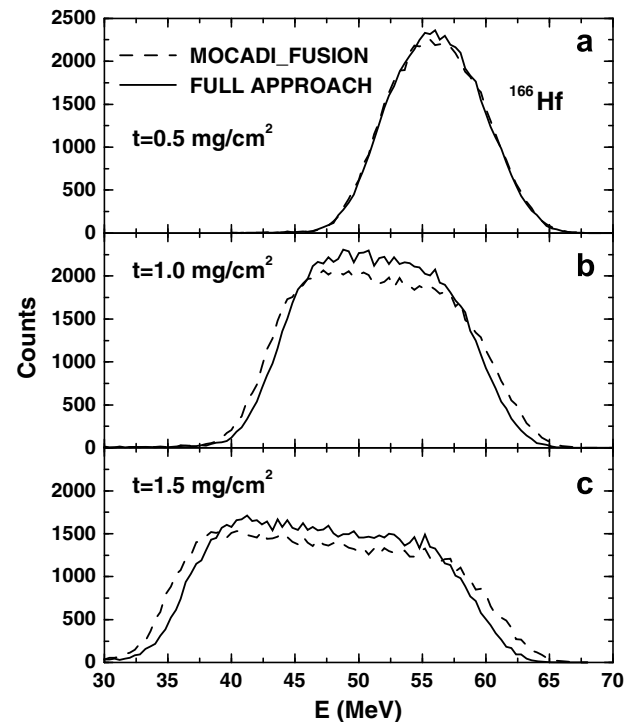 2500
a
MOCADI_FUSION
FULL APPROACH
¹⁶⁶Hf
2000
1500
t=0.5 mg/cm²
1000
500
0
b
t=1.0 mg/cm²
2000
1500
1000
500
0
Counts
c
t=1.5 mg/cm²
2000
1500
1000
500
0
30 35 40 45 50 55 60 65 70
E (MeV)